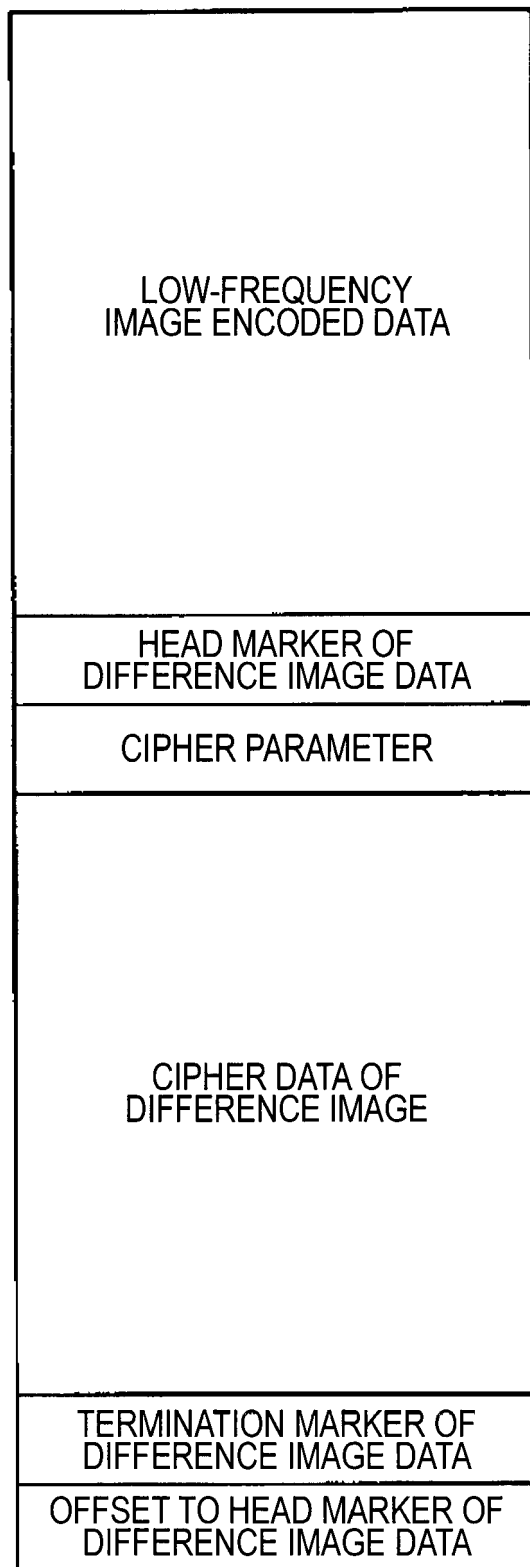 LOW-FREQUENCY
IMAGE ENCODED DATA
HEAD MARKER OF
DIFFERENCE IMAGE DATA
CIPHER PARAMETER
CIPHER DATA OF
DIFFERENCE IMAGE
TERMINATION MARKER OF
DIFFERENCE IMAGE DATA
OFFSET TO HEAD MARKER OF
DIFFERENCE IMAGE DATA